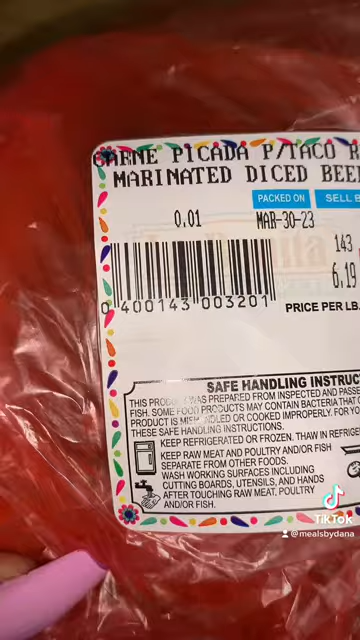 CARNE PICADA P/TACO
MARINATED DICED BEEF
PACKED ON SELL B
0.01 MAR-30-23
143
6.19
0 400143 003201
PRICE PER LB.
SAFE HANDLING INSTRUC
THIS PRODUCT WAS PREPARED FROM INSPECTED AND PASSE
FISH. SOME FOOD PRODUCTS MAY CONTAIN BACTERIA THAT C
PRODUCT IS MISHANDLED OR COOKED IMPROPERLY. FOR YO
THESE SAFE HANDLING INSTRUCTIONS.
KEEP REFRIGERATED OR FROZEN. THAW IN REFRIGE
KEEP RAW MEAT AND POULTRY AND/OR FISH
SEPARATE FROM OTHER FOODS.
WASH WORKING SURFACES INCLUDING
CUTTING BOARDS, UTENSILS, AND HANDS
AFTER TOUCHING RAW MEAT, POULTRY
AND/OR FISH.
TikTok
@mealsbydana